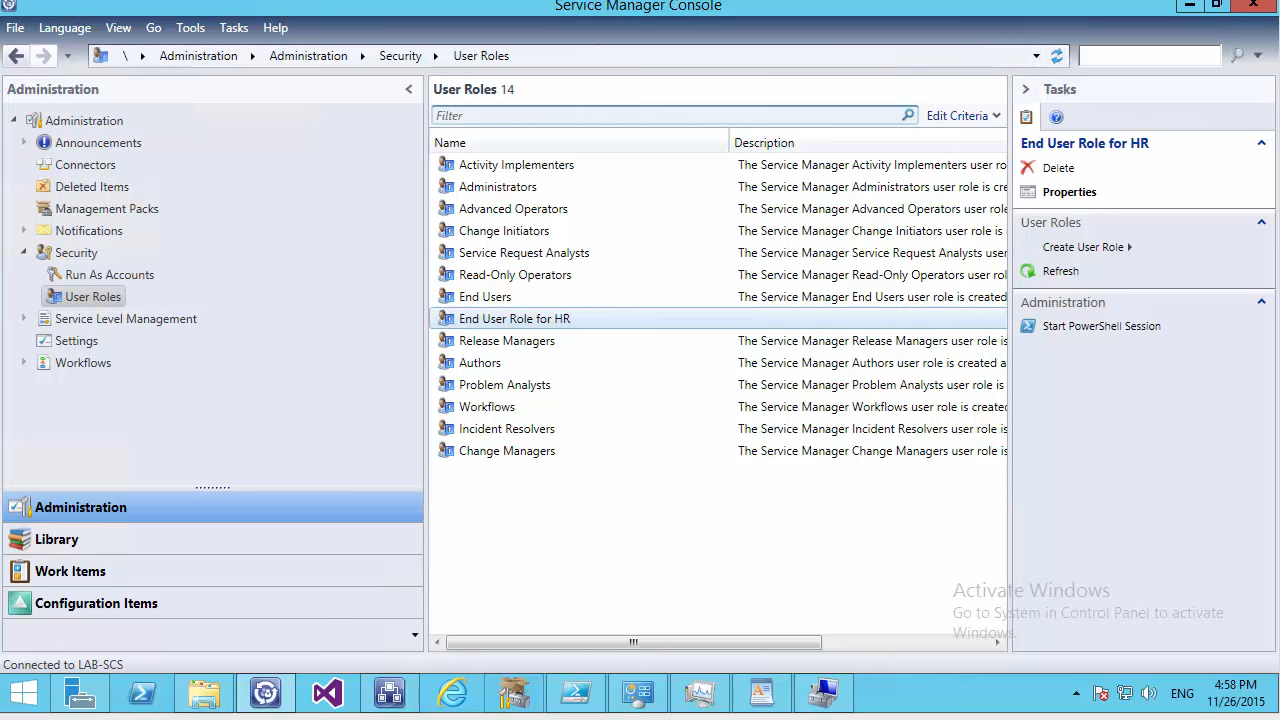 Service Manager Console
File Language View Go Tools Tasks Help
\ Administration Administration Security User Roles
Administration
Administration
Announcements
Connectors
Deleted Items
Management Packs
Notifications
Security
Run As Accounts
User Roles
Service Level Management
Settings
Workflows
Administration
Library
Work Items
Configuration Items
User Roles 14
Filter Edit Criteria
Name Description
Activity Implementers The Service Manager Activity Implementers user ro
Administrators The Service Manager Administrators user role is cre
Advanced Operators The Service Manager Advanced Operators user role
Change Initiators The Service Manager Change Initiators user role is
Service Request Analysts The Service Manager Service Request Analysts user
Read-Only Operators The Service Manager Read-Only Operators user rol
End Users The Service Manager End Users user role is created
End User Role for HR
Release Managers The Service Manager Release Managers user role is
Authors The Service Manager Authors user role is created a
Problem Analysts The Service Manager Problem Analysts user role is
Workflows The Service Manager Workflows user role is created
Incident Resolvers The Service Manager Incident Resolvers user role is
Change Managers The Service Manager Change Managers user role is
Tasks
End User Role for HR
Delete
Properties
User Roles
Create User Role
Refresh
Administration
Start PowerShell Session
Activate Windows
Go to System in Control Panel to activate
Windows.
Connected to LAB-SCS
ENG
4:58 PM
11/26/2015